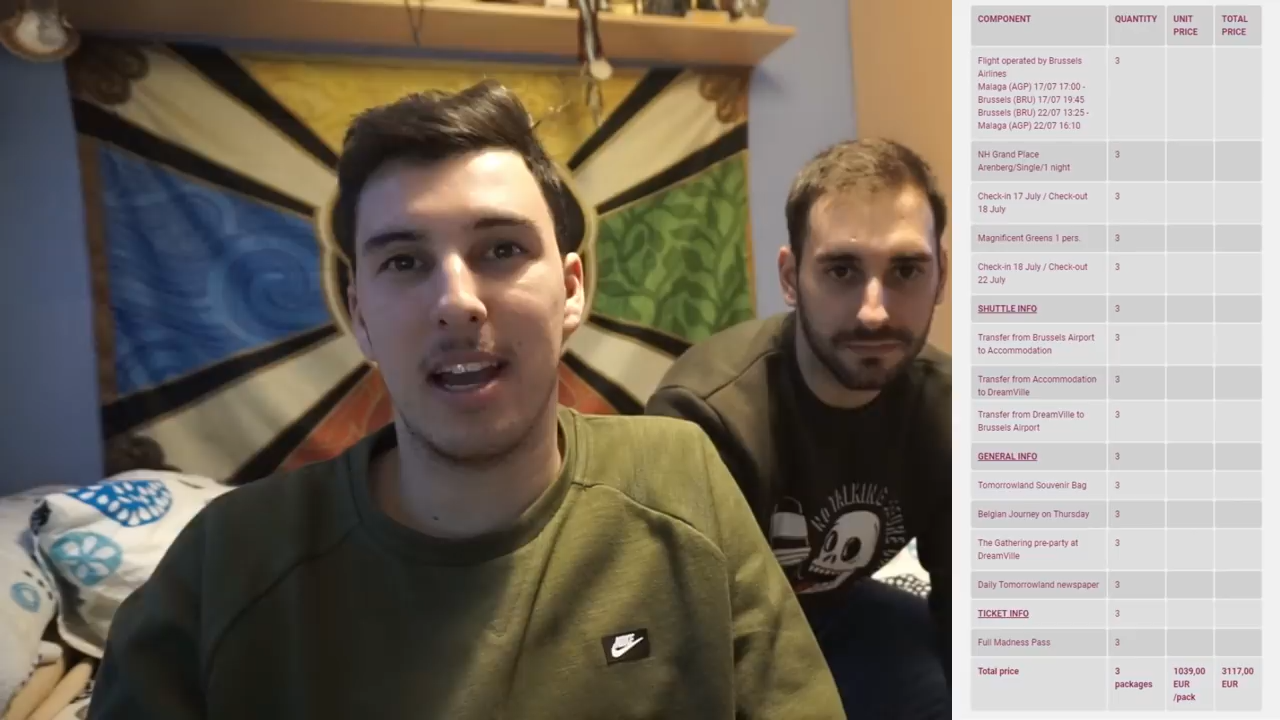 COMPONENT QUANTITY UNIT PRICE TOTAL PRICE
Flight operated by Brussels 3
Airlines
Malaga (AGP) 17/07 17:00 -
Brussels (BRU) 17/07 19:45
Brussels (BRU) 22/07 13:25 -
Malaga (AGP) 22/07 16:10
NH Grand Place 3
Arenberg/Single/1 night
Check-in 17 July / Check-out 3
18 July
Magnificent Greens 1 pers. 3
Check-in 18 July / Check-out 3
22 July
SHUTTLE INFO 3
Transfer from Brussels Airport 3
to Accommodation
Transfer from Accommodation 3
to DreamVille
Transfer from DreamVille to 3
Brussels Airport
GENERAL INFO 3
Tomorrowland Souvenir Bag 3
Belgian Journey on Thursday 3
The Gathering pre-party at 3
DreamVille
Daily Tomorrowland newspaper 3
TICKET INFO 3
Full Madness Pass 3
Total price 3 packages 1039,00 EUR /pack 3117,00 EUR
NO TALKING
NIKE